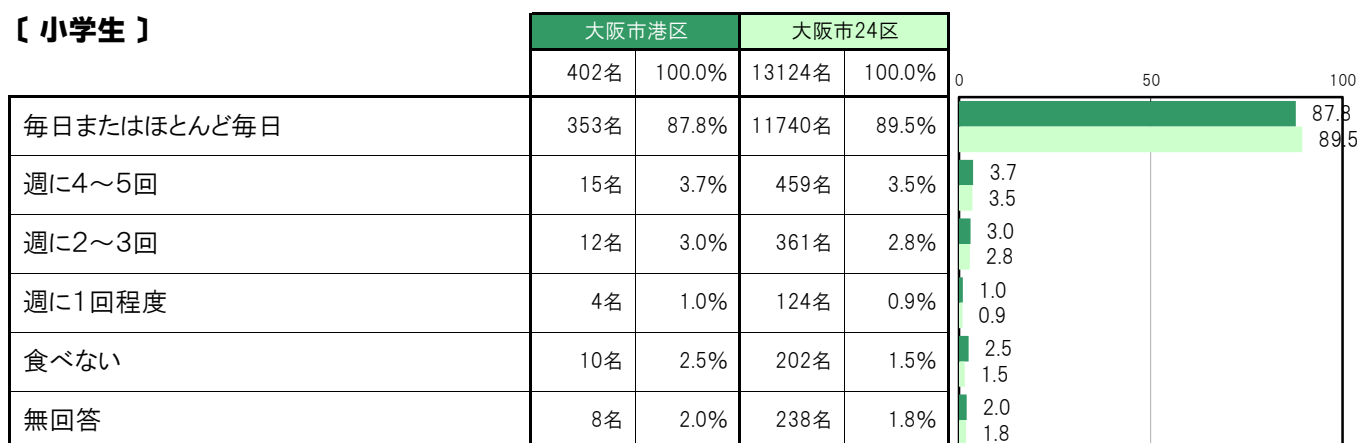 〔 小学生 〕
大阪市港区 大阪市24区
402名 100.0% 13124名 100.0%
0 50 100
毎日またはほとんど毎日 353名 87.8% 11740名 89.5%
87.8
89.5
週に4～5回 15名 3.7% 459名 3.5%
3.7
3.5
週に2～3回 12名 3.0% 361名 2.8%
3.0
2.8
週に1回程度 4名 1.0% 124名 0.9%
1.0
0.9
食べない 10名 2.5% 202名 1.5%
2.5
1.5
無回答 8名 2.0% 238名 1.8%
2.0
1.8